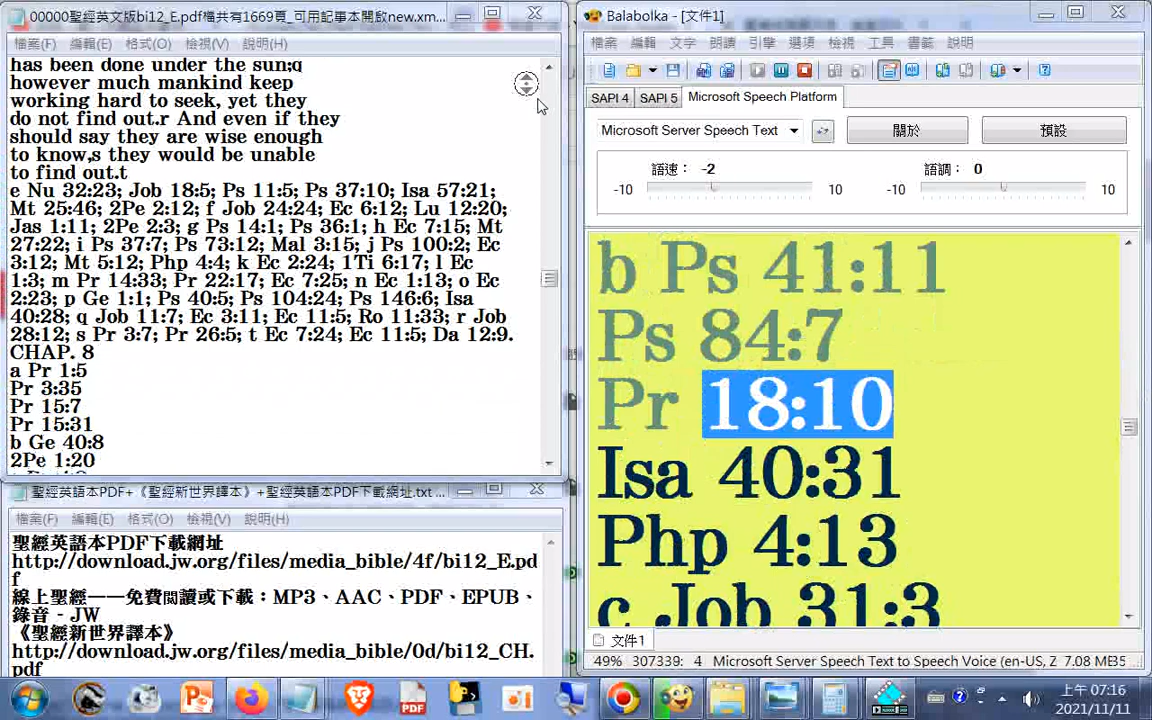 00000聖經英文版bi12_E.pdf檔共有1669頁_可用記事本開啟new.xm...
檔案(F) 編輯(E) 格式(O) 檢視(V) 說明(H)
has been done under the sun;q
however much mankind keep
working hard to seek, yet they
do not find out.r And even if they
should say they are wise enough
to know,s they would be unable
to find out.t
e Nu 32:23; Job 18:5; Ps 11:5; Ps 37:10; Isa 57:21;
Mt 25:46; 2Pe 2:12; f Job 24:24; Ec 6:12; Lu 12:20;
Jas 1:11; 2Pe 2:3; g Ps 14:1; Ps 36:1; h Ec 7:15; Mt
27:22; i Ps 37:7; Ps 73:12; Mal 3:15; j Ps 100:2; Ec
3:12; Mt 5:12; Php 4:4; k Ec 2:24; 1Ti 6:17; l Ec
1:3; m Pr 14:33; Pr 22:17; Ec 7:25; n Ec 1:13; o Ec
2:23; p Ge 1:1; Ps 40:5; Ps 104:24; Ps 146:6; Isa
40:28; q Job 11:7; Ec 3:11; Ec 11:5; Ro 11:33; r Job
28:12; s Pr 3:7; Pr 26:5; t Ec 7:24; Ec 11:5; Da 12:9.
CHAP. 8
a Pr 1:5
Pr 3:35
Pr 15:7
Pr 15:31
b Ge 40:8
2Pe 1:20
聖經英語本PDF+《聖經新世界譯本》+聖經英語本PDF下載網址.txt ...
檔案(F) 編輯(E) 格式(O) 檢視(V) 說明(H)
聖經英語本PDF下載網址
http://download.jw.org/files/media_bible/4f/bi12_E.pd
f
線上聖經——免費閱讀或下載：MP3、AAC、PDF、EPUB、
錄音 - JW
《聖經新世界譯本》
http://download.jw.org/files/media_bible/0d/bi12_CH.
pdf
Balabolka - [文件1]
檔案 編輯 文字 朗讀 引擎 選項 檢視 工具 書籤 說明
SAPI 4 SAPI 5 Microsoft Speech Platform
Microsoft Server Speech Text 關於 預設
語速： -2 語調： 0
-10 10 -10 10
b Ps 41:11
Ps 84:7
Pr 18:10
Isa 40:31
Php 4:13
c Job 31:3
文件1
49% 307339: 4 Microsoft Server Speech Text to Speech Voice (en-US, Z 7.08 MB
上午 07:16
2021/11/11